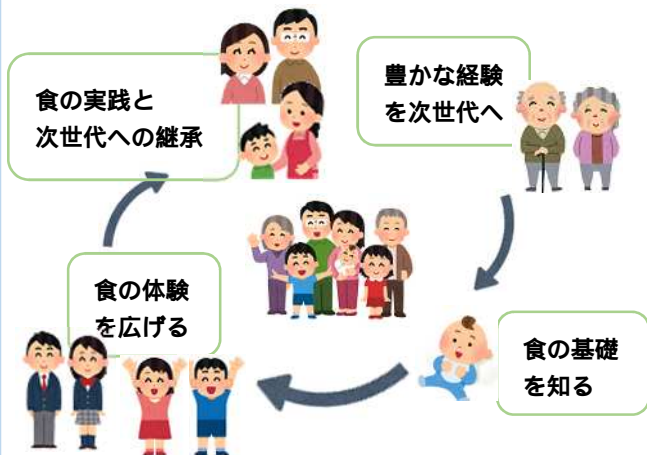 食の実践と
次世代への継承
豊かな経験
を次世代へ
食の体験
を広げる
食の基礎
を知る